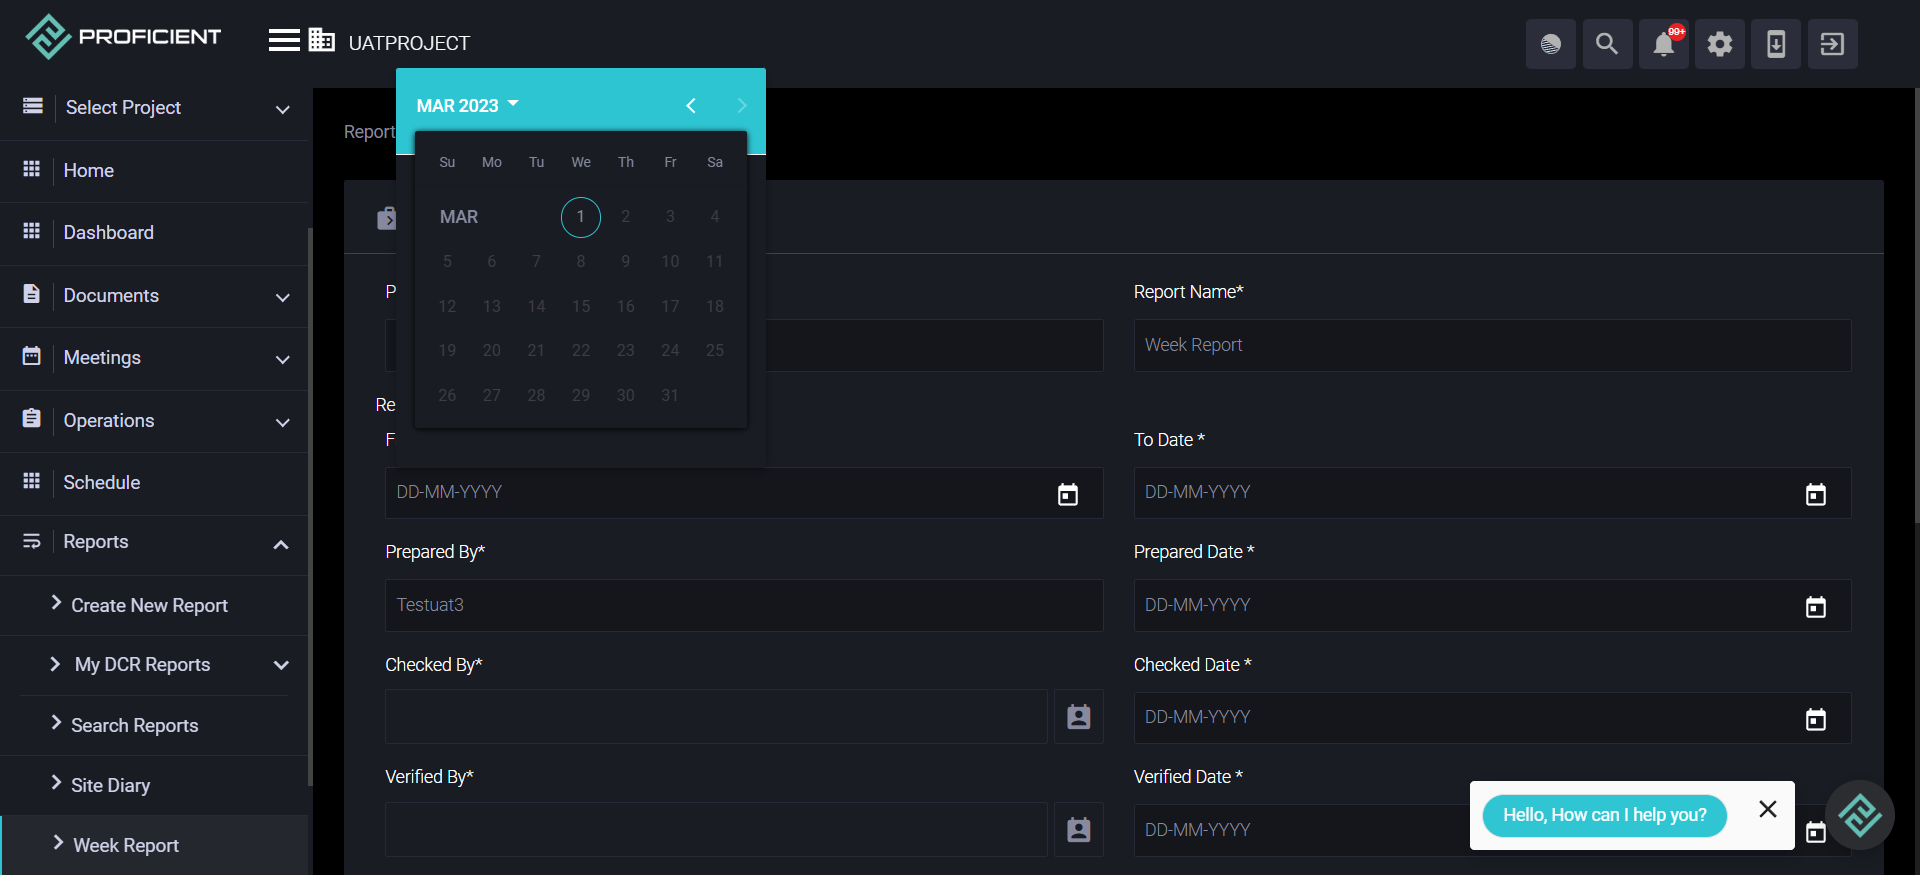 PROFICIENT
UATPROJECT
99+
Select Project
Home
Dashboard
Documents
Meetings
Operations
Schedule
Reports
Create New Report
My DCR Reports
Search Reports
Site Diary
Week Report
Report
MAR 2023
Su Mo Tu We Th Fr Sa
MAR 1 2 3 4
5 6 7 8 9 10 11
12 13 14 15 16 17 18
19 20 21 22 23 24 25
26 27 28 29 30 31
P
Report Name*
Week Report
Re
F
To Date *
DD-MM-YYYY
DD-MM-YYYY
Prepared By*
Prepared Date *
Testuat3
DD-MM-YYYY
Checked By*
Checked Date *
DD-MM-YYYY
Verified By*
Verified Date *
DD-MM-YYYY
Hello, How can I help you?